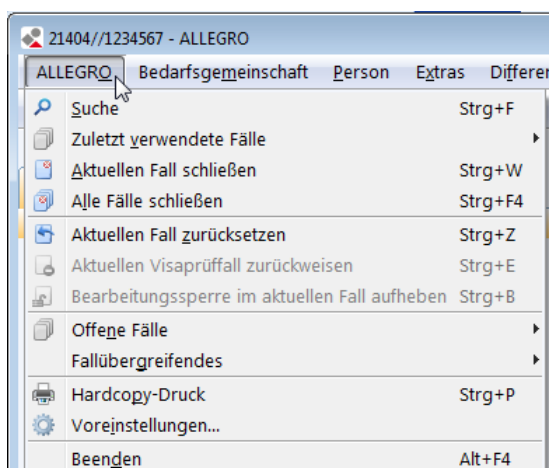 21404//1234567 - ALLEGRO
ALLEGRO Bedarfsgemeinschaft Person Extras Differen
Suche Strg+F
Zuletzt verwendete Fälle
Aktuellen Fall schließen Strg+W
Alle Fälle schließen Strg+F4
Aktuellen Fall zurücksetzen Strg+Z
Aktuellen Visaprüffall zurückweisen Strg+E
Bearbeitungssperre im aktuellen Fall aufheben Strg+B
Offene Fälle
Fallübergreifendes
Hardcopy-Druck Strg+P
Voreinstellungen...
Beenden Alt+F4